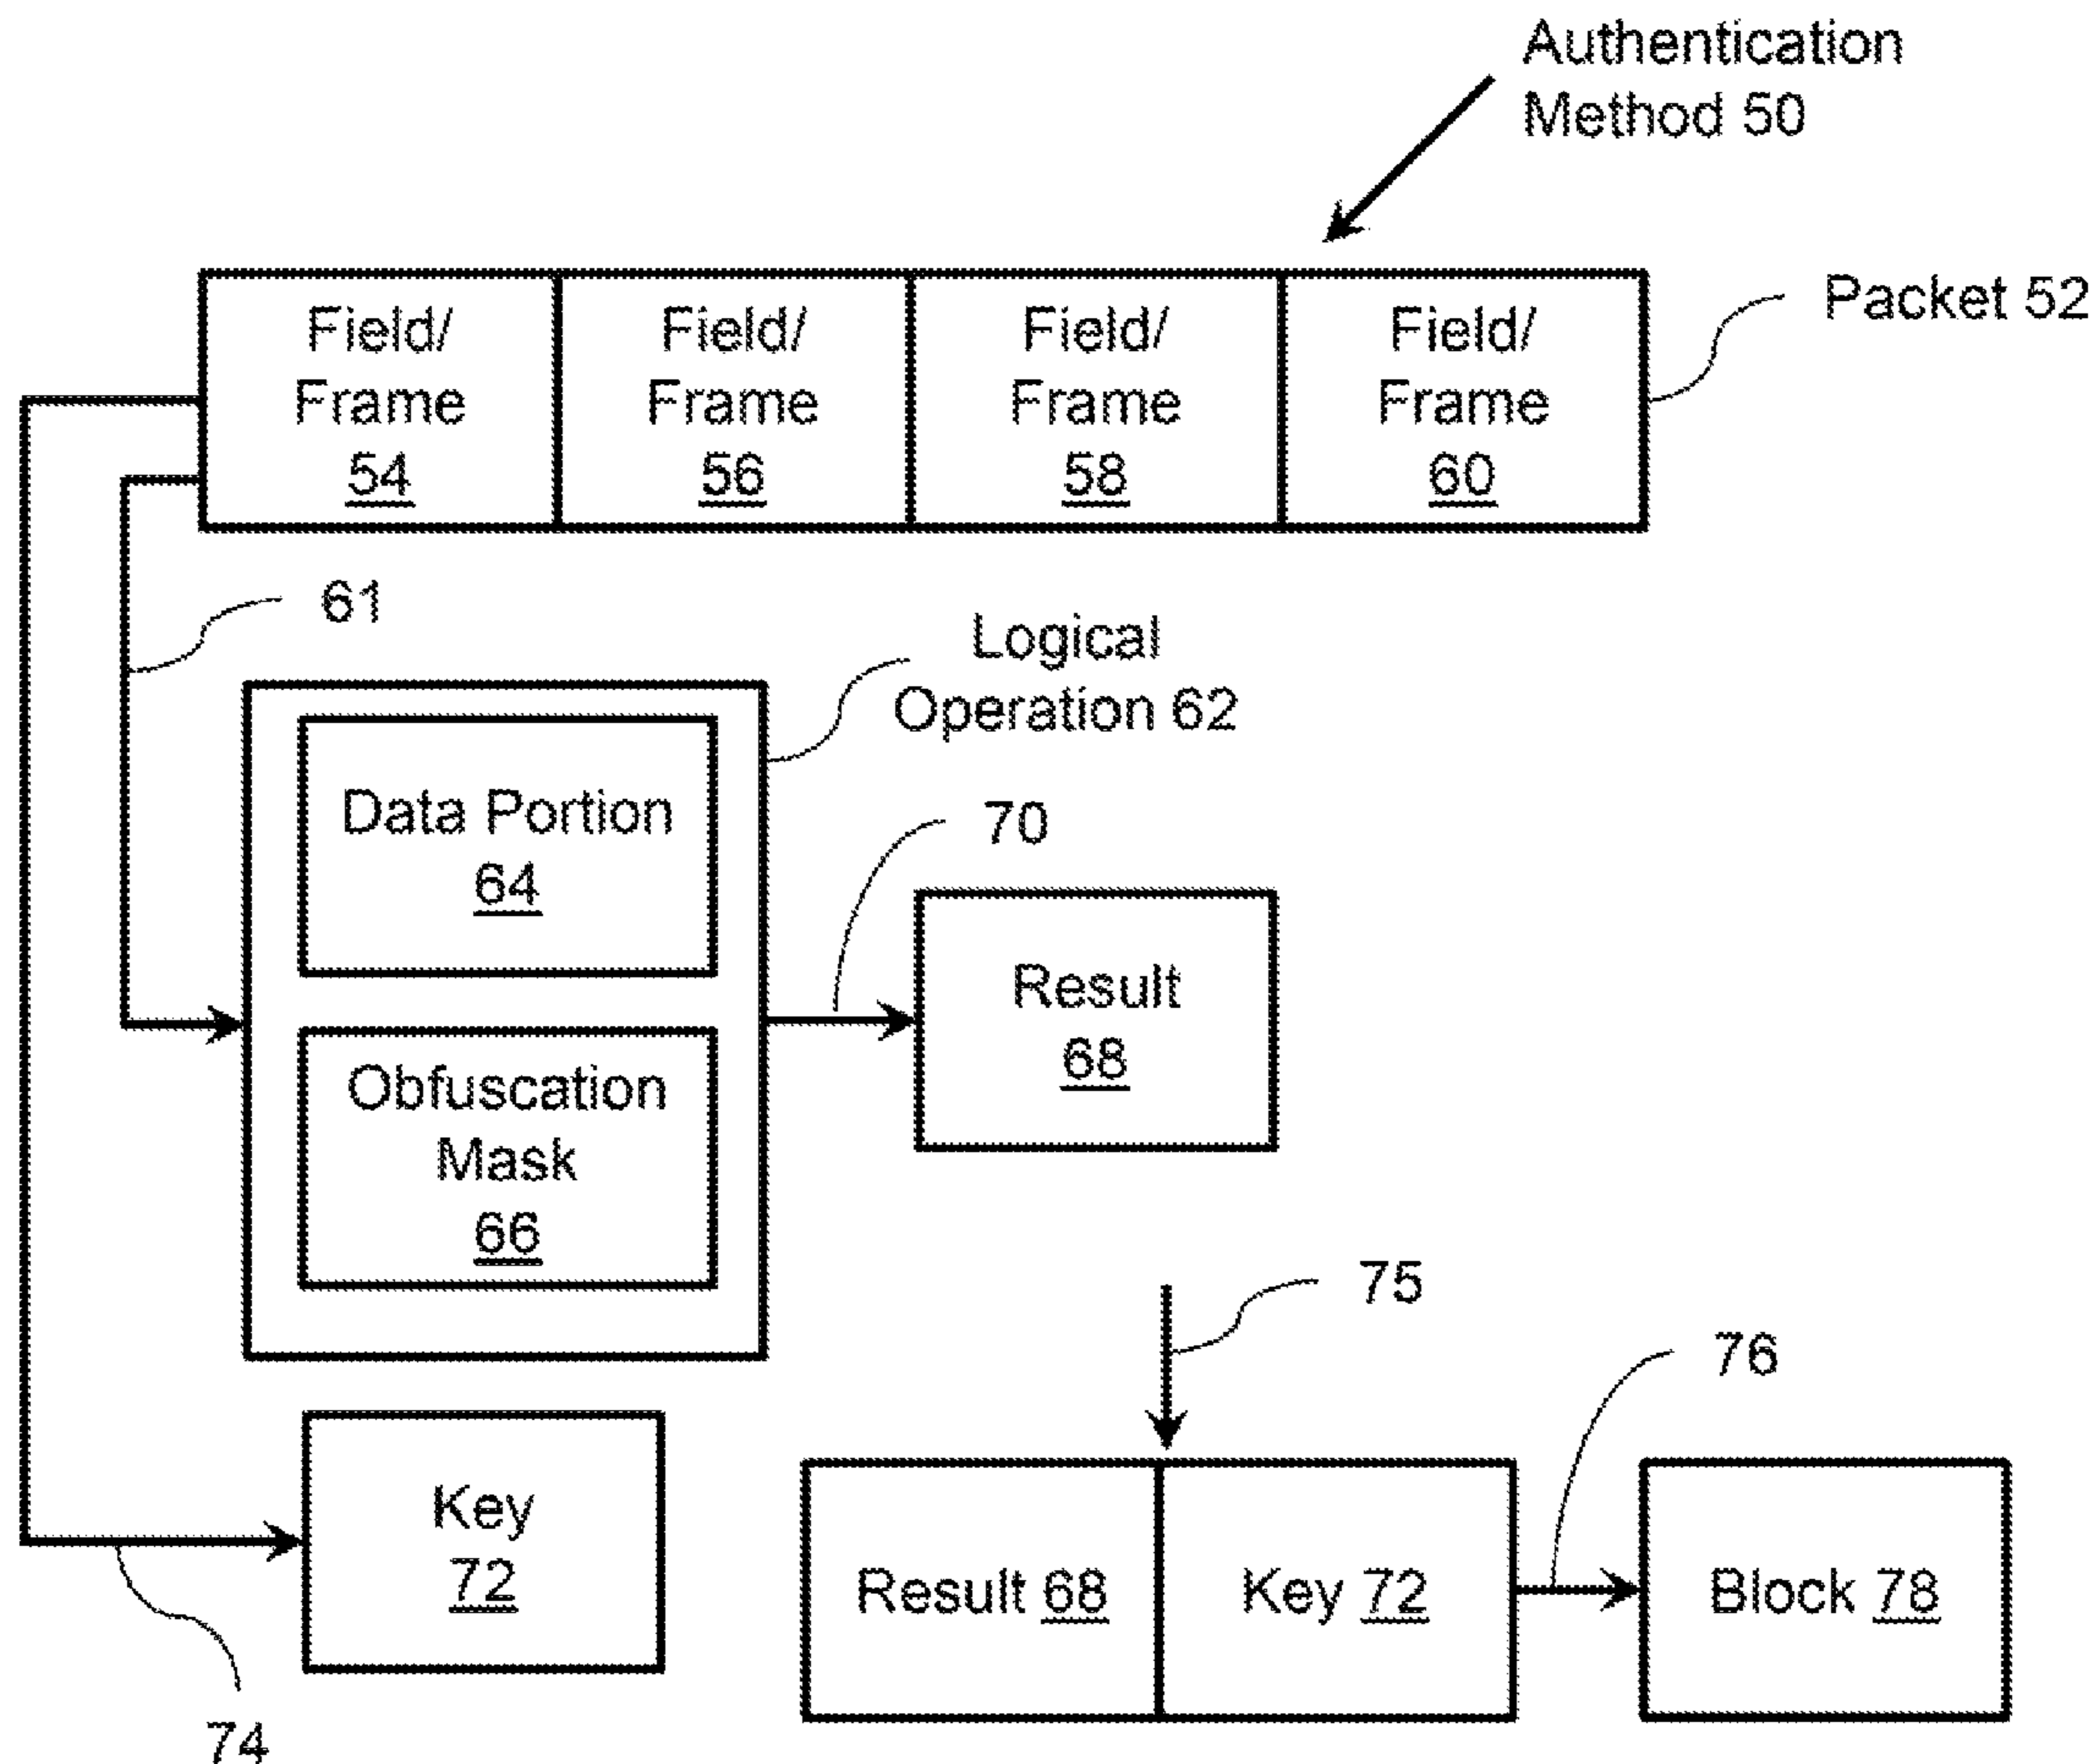 Authentication
Method 50
Packet 52
Field/
Frame
54
Field/
Frame
56
Field/
Frame
58
Field/
Frame
60
61
Logical
Operation 62
Data Portion
64
Obfuscation
Mask
66
70
Result
68
75
76
Key
72
74
Result 68
Key 72
Block 78